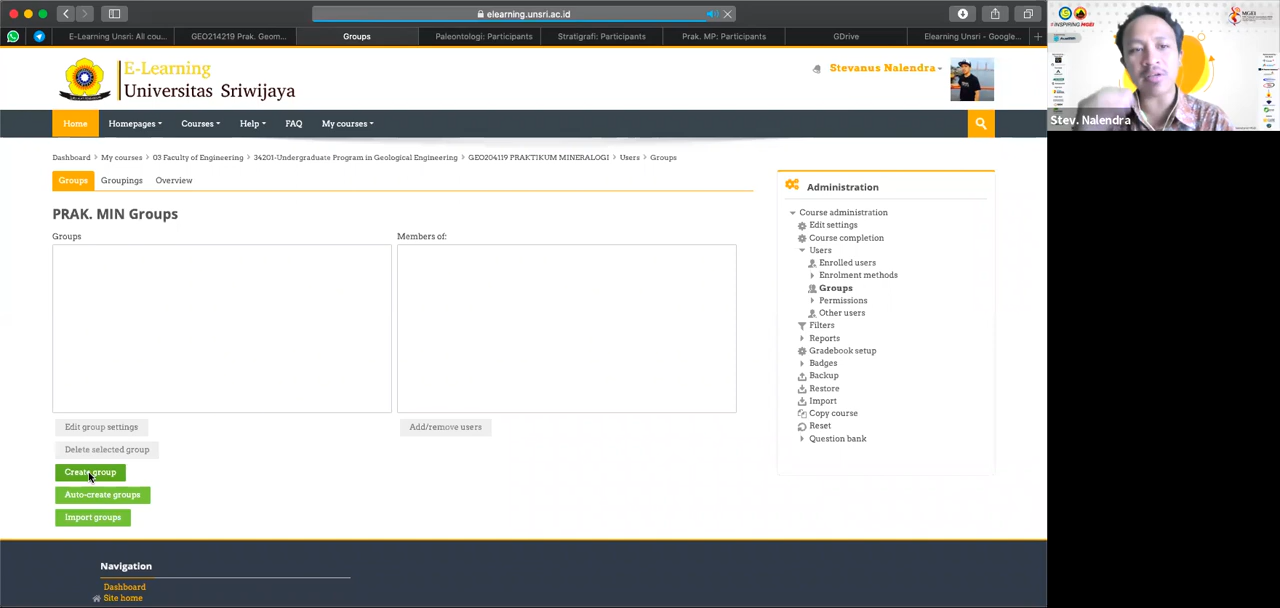 elearning.unsri.ac.id
E-Learning Unsri: All cou...
GEO214219 Prak. Geom...
Groups
Paleontologi: Participants
Stratigrafi: Participants
Prak. MP: Participants
GDrive
Elearning Unsri - Google...
E-Learning
Universitas Sriwijaya
Stevanus Nalendra
Home
Homepages
Courses
Help
FAQ
My courses
Dashboard
My courses
03 Faculty of Engineering
34201-Undergraduate Program in Geological Engineering
GEO204119 PRAKTIKUM MINERALOGI
Users
Groups
Groups
Groupings
Overview
PRAK. MIN Groups
Groups
Members of:
Edit group settings
Add/remove users
Delete selected group
Create group
Auto-create groups
Import groups
Administration
Course administration
Edit settings
Course completion
Users
Enrolled users
Enrolment methods
Groups
Permissions
Other users
Filters
Reports
Gradebook setup
Badges
Backup
Restore
Import
Copy course
Reset
Question bank
Navigation
Dashboard
Site home
MGEI
Stev. Nalendra